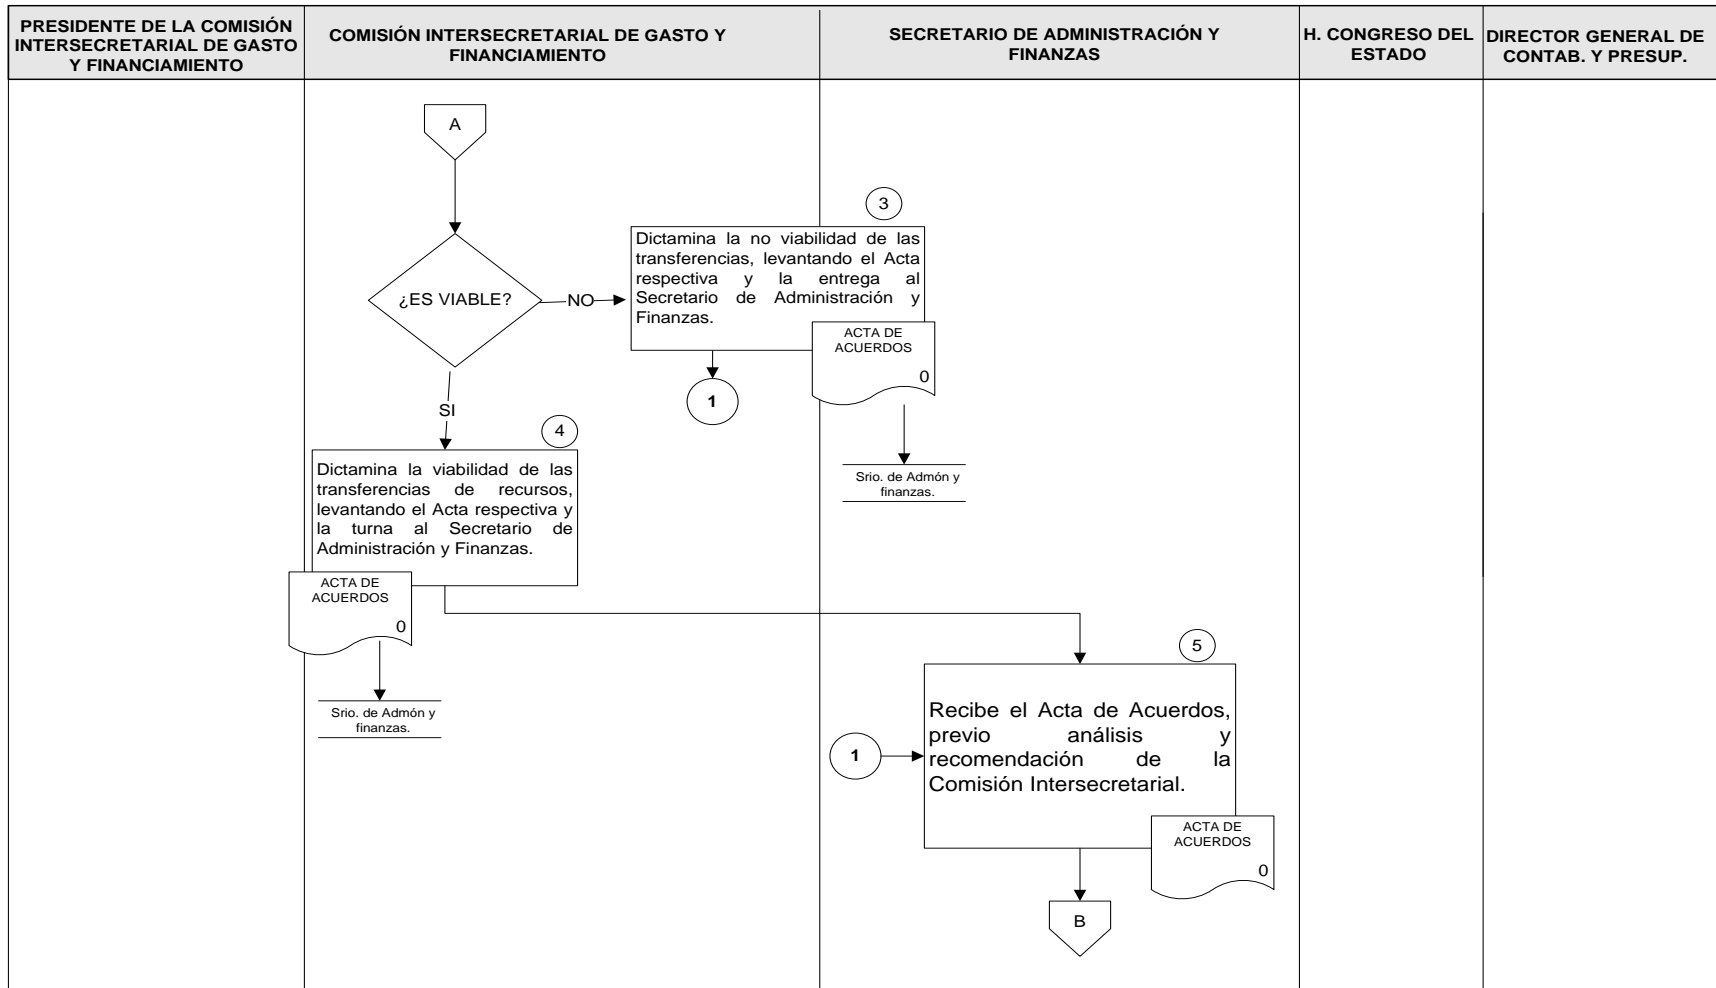 PRESIDENTE DE LA COMISIÓN
INTERSECRETARIAL DE GASTO
Y FINANCIAMIENTO
COMISIÓN INTERSECRETARIAL DE GASTO Y
FINANCIAMIENTO
SECRETARIO DE ADMINISTRACIÓN Y
FINANZAS
H. CONGRESO DEL
ESTADO
DIRECTOR GENERAL DE
CONTAB. Y PRESUP.
A
¿ES VIABLE?
NO
3
Dictamina la no viabilidad de las
transferencias, levantando el Acta
respectiva y la entrega al
Secretario de Administración y
Finanzas.
ACTA DE
ACUERDOS
0
1
Srio. de Admón y
finanzas.
SI
4
Dictamina la viabilidad de las
transferencias de recursos,
levantando el Acta respectiva y
la turna al Secretario de
Administración y Finanzas.
ACTA DE
ACUERDOS
0
Srio. de Admón y
finanzas.
5
1
Recibe el Acta de Acuerdos,
previo análisis y
recomendación de la
Comisión Intersecretarial.
ACTA DE
ACUERDOS
0
B